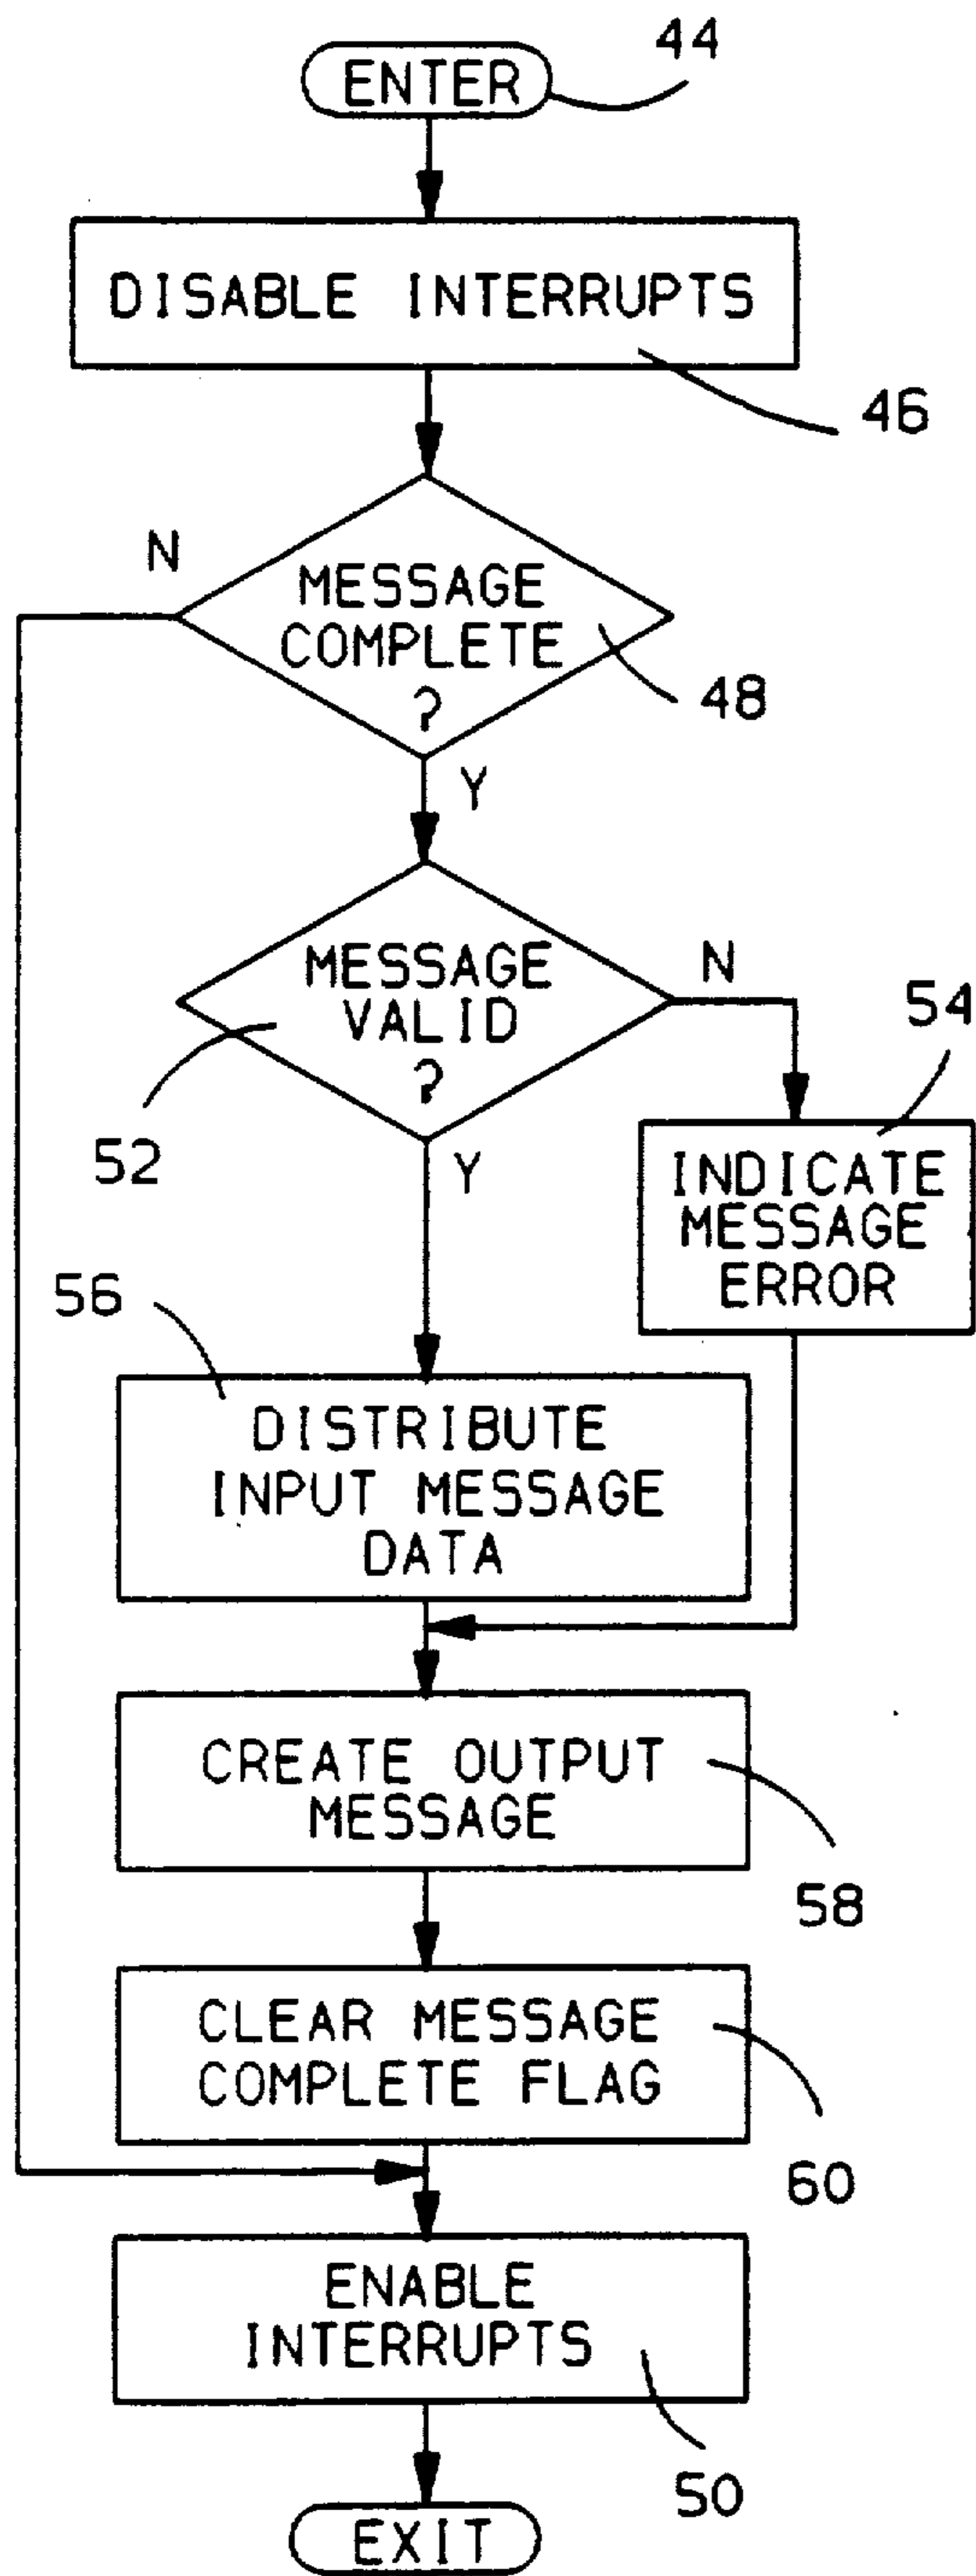 44
ENTER
DISABLE INTERRUPTS
46
N
MESSAGE
COMPLETE
?
48
Y
MESSAGE
VALID
?
N
52
Y
54
INDICATE
MESSAGE
ERROR
56
DISTRIBUTE
INPUT MESSAGE
DATA
CREATE OUTPUT
MESSAGE
58
CLEAR MESSAGE
COMPLETE FLAG
60
ENABLE
INTERRUPTS
50
EXIT